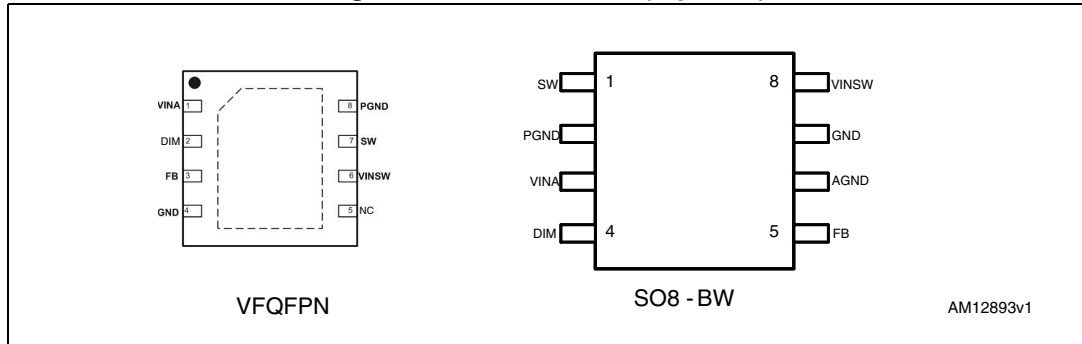 VINA 1
8 PGND
DIM 2
7 SW
FB 3
6 VINSW
GND 4
5 NC
VFQFPN
SW 1
8 VINSW
PGND
GND
VINA
AGND
DIM 4
5 FB
SO8 - BW
AM12893v1